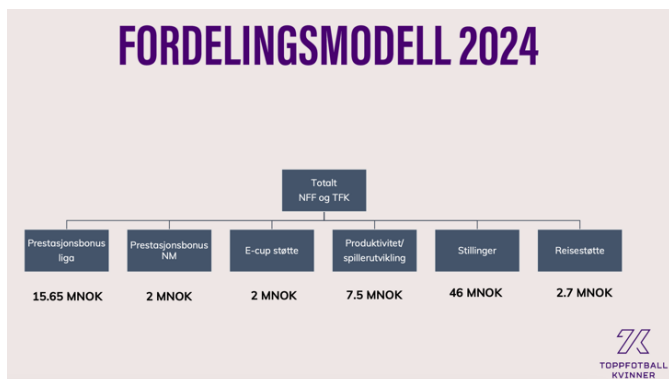 FORDELINGSMODELL 2024
Totalt
NFF og TFK
Prestasjonsbonus
liga
Prestasjonsbonus
NM
E-cup støtte
Produktivitet/
spillerutvikling
Stillinger
Reisestøtte
15.65 MNOK
2 MNOK
2 MNOK
7.5 MNOK
46 MNOK
2.7 MNOK
TOPPFOTBALL
KVINNER